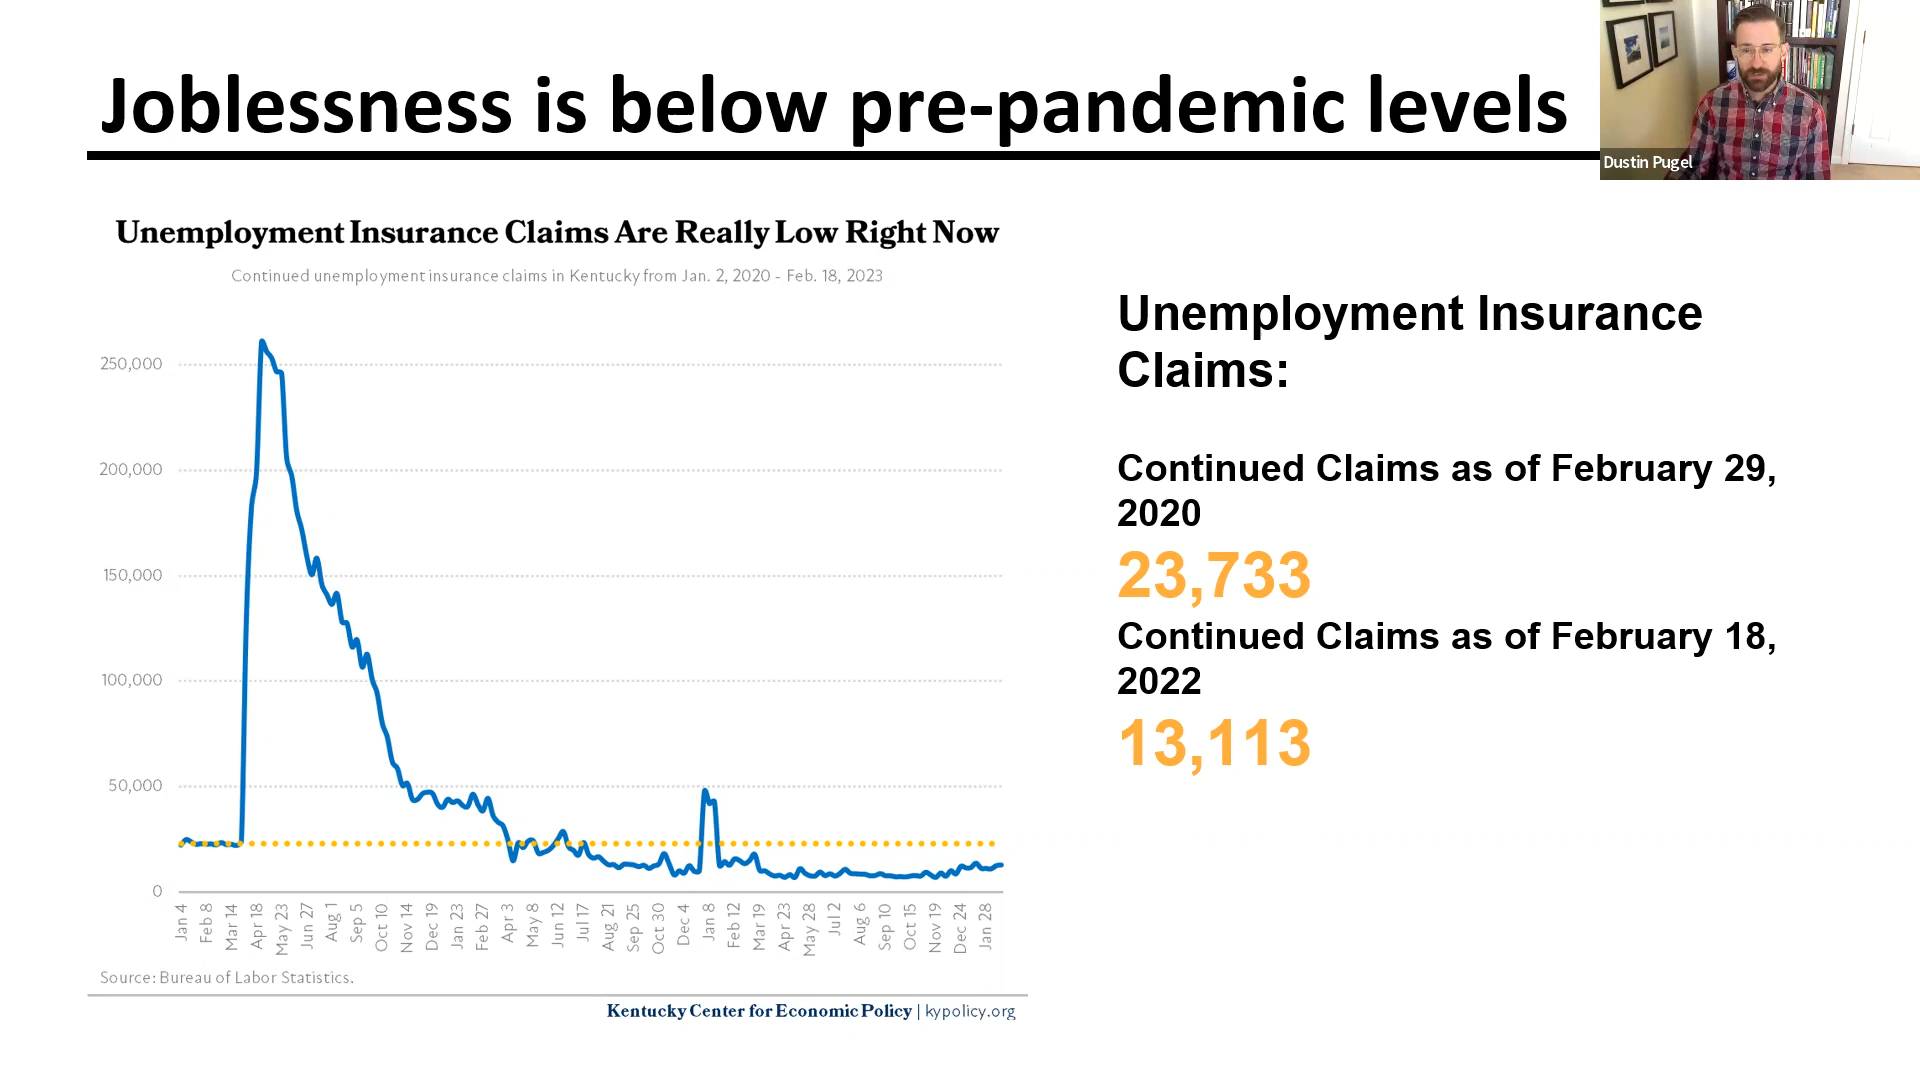 Joblessness is below pre-pandemic levels
Dustin Pugel
Unemployment Insurance Claims Are Really Low Right Now
Continued unemployment insurance claims in Kentucky from Jan. 2, 2020 - Feb. 18, 2023
250,000
200,000
150,000
100,000
50,000
0
Jan 4
Feb 8
Mar 14
Apr 18
May 23
Jun 27
Aug 1
Sep 5
Oct 10
Nov 14
Dec 19
Jan 23
Feb 27
Apr 3
May 8
Jun 12
Jul 17
Aug 21
Sep 25
Oct 30
Dec 4
Jan 8
Feb 12
Mar 19
Apr 23
May 28
Jul 2
Aug 6
Sep 10
Oct 15
Nov 19
Dec 24
Jan 28
Source: Bureau of Labor Statistics.
Kentucky Center for Economic Policy | kypolicy.org
Unemployment Insurance
Claims:
Continued Claims as of February 29,
2020
23,733
Continued Claims as of February 18,
2022
13,113